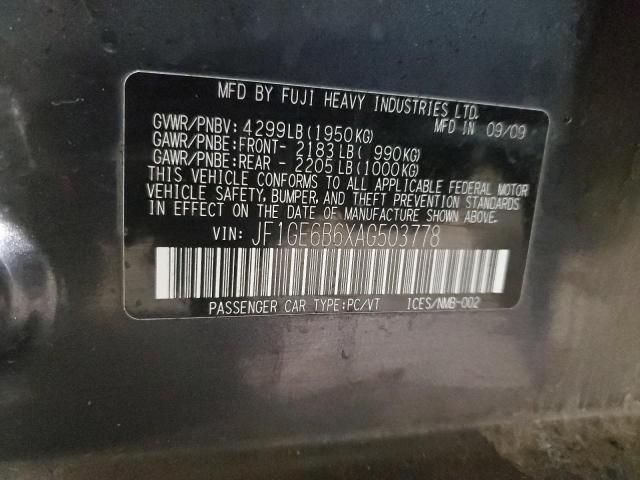 MFD BY FUJI HEAVY INDUSTRIES LTD.
GVWR/PNBV: 4299LB(1950KG) MFD IN 09/09
GAWR/PNBE:FRONT- 2183LB( 990KG)
GAWR/PNBE:REAR - 2205LB(1000KG)
THIS VEHICLE CONFORMS TO ALL APPLICABLE FEDERAL MOTOR
VEHICLE SAFETY, BUMPER, AND THEFT PREVENTION STANDARDS
IN EFFECT ON THE DATE OF MANUFACTURE SHOWN ABOVE.
VIN: JF1GE6B6XAG503778
PASSENGER CAR TYPE:PC/VT ICES/NMB-002